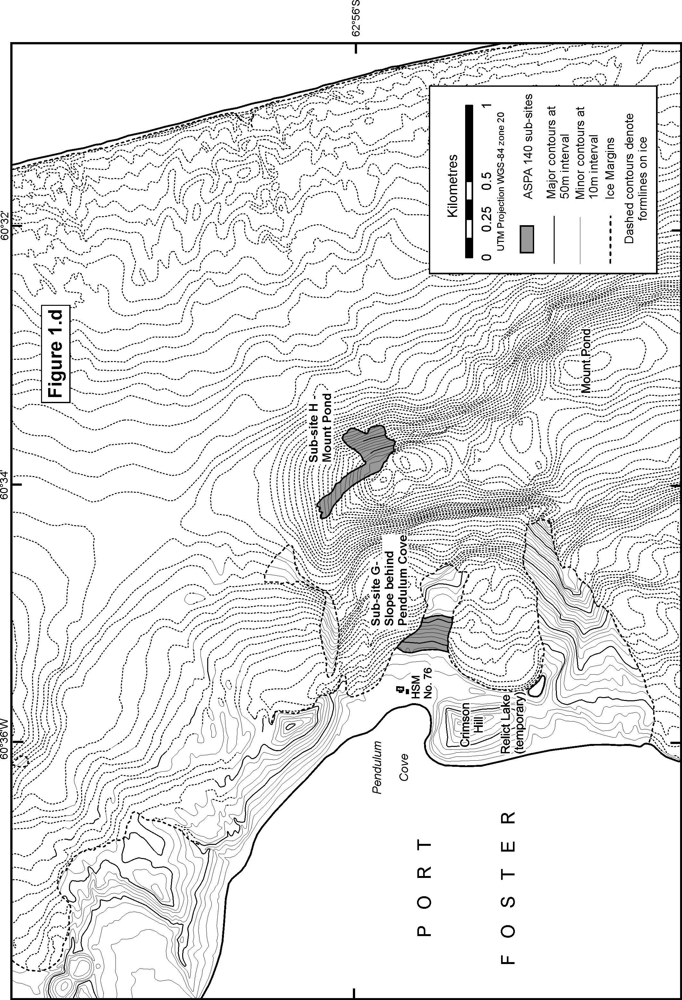 Figure 1.d
60°36'W
60°34'
60°32'
62°56'S
Sub-site H -
Mount Pond
Sub-site G-
Slope behind
Pendulum Cove
HSM
No. 76
Pendulum
Cove
Crimson
Hill
Relict Lake
(temporary)
Mount Pond
PORT
FOSTER
Kilometres
0 0.25 0.5 1
UTM Projection WGS-84 zone 20
ASPA 140 sub-sites
Major contours at
50m interval
Minor contours at
10m interval
Ice Margins
Dashed contours denote
formlines on ice